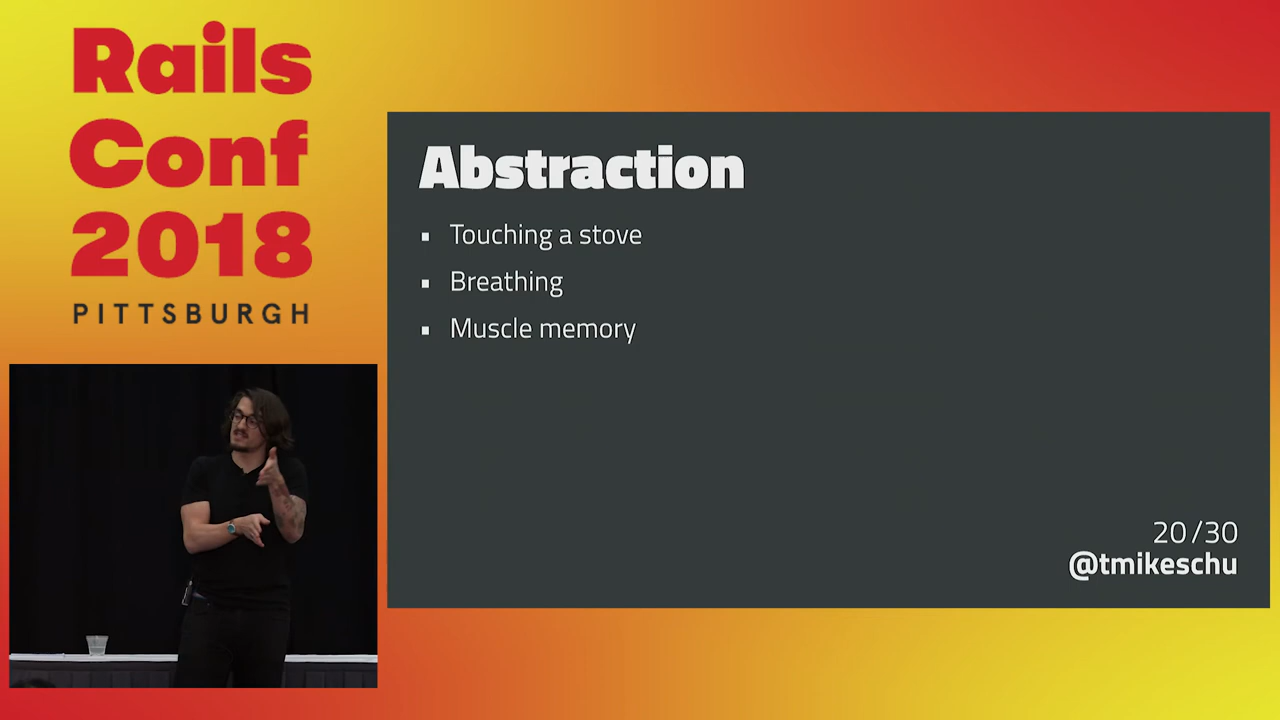 Rails
Conf
2018
PITTSBURGH
Abstraction
▪ Touching a stove
▪ Breathing
▪ Muscle memory
20/30
@tmikeschu